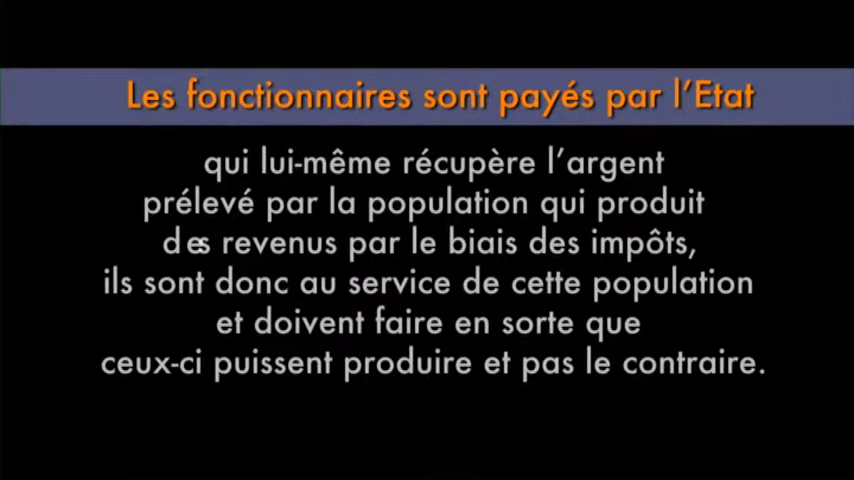 Les fonctionnaires sont payés par l'Etat
qui lui-même récupère l'argent
prélevé par la population qui produit
des revenus par le biais des impôts,
ils sont donc au service de cette population
et doivent faire en sorte que
ceux-ci puissent produire et pas le contraire.